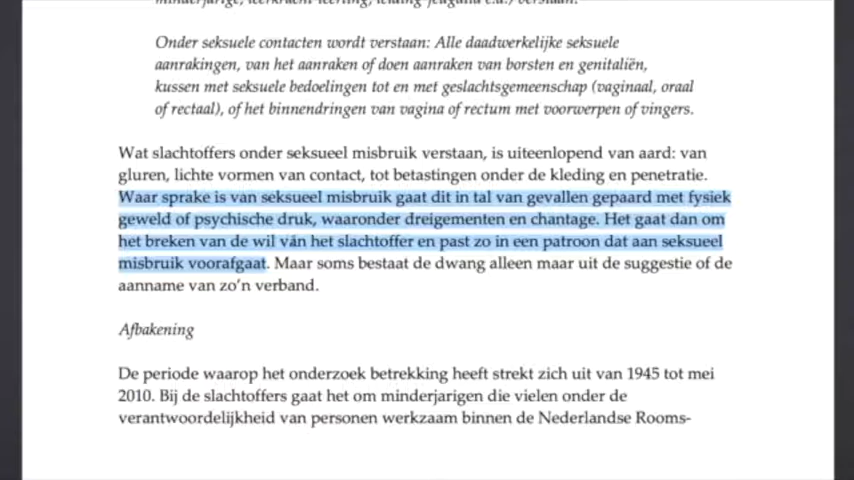 minderjarige, leerkracht-leerling, leiding-jeugdlid e.d.) verstaan.
Onder seksuele contacten wordt verstaan: Alle daadwerkelijke seksuele
aanrakingen, van het aanraken of doen aanraken van borsten en genitaliën,
kussen met seksuele bedoelingen tot en met geslachtsgemeenschap (vaginaal, oraal
of rectaal), of het binnendringen van vagina of rectum met voorwerpen of vingers.
Wat slachtoffers onder seksueel misbruik verstaan, is uiteenlopend van aard: van
gluren, lichte vormen van contact, tot betastingen onder de kleding en penetratie.
Waar sprake is van seksueel misbruik gaat dit in tal van gevallen gepaard met fysiek
geweld of psychische druk, waaronder dreigementen en chantage. Het gaat dan om
het breken van de wil van het slachtoffer en past zo in een patroon dat aan seksueel
misbruik voorafgaat. Maar soms bestaat de dwang alleen maar uit de suggestie of de
aanname van zo'n verband.
Afbakening
De periode waarop het onderzoek betrekking heeft strekt zich uit van 1945 tot mei
2010. Bij de slachtoffers gaat het om minderjarigen die vielen onder de
verantwoordelijkheid van personen werkzaam binnen de Nederlandse Rooms-